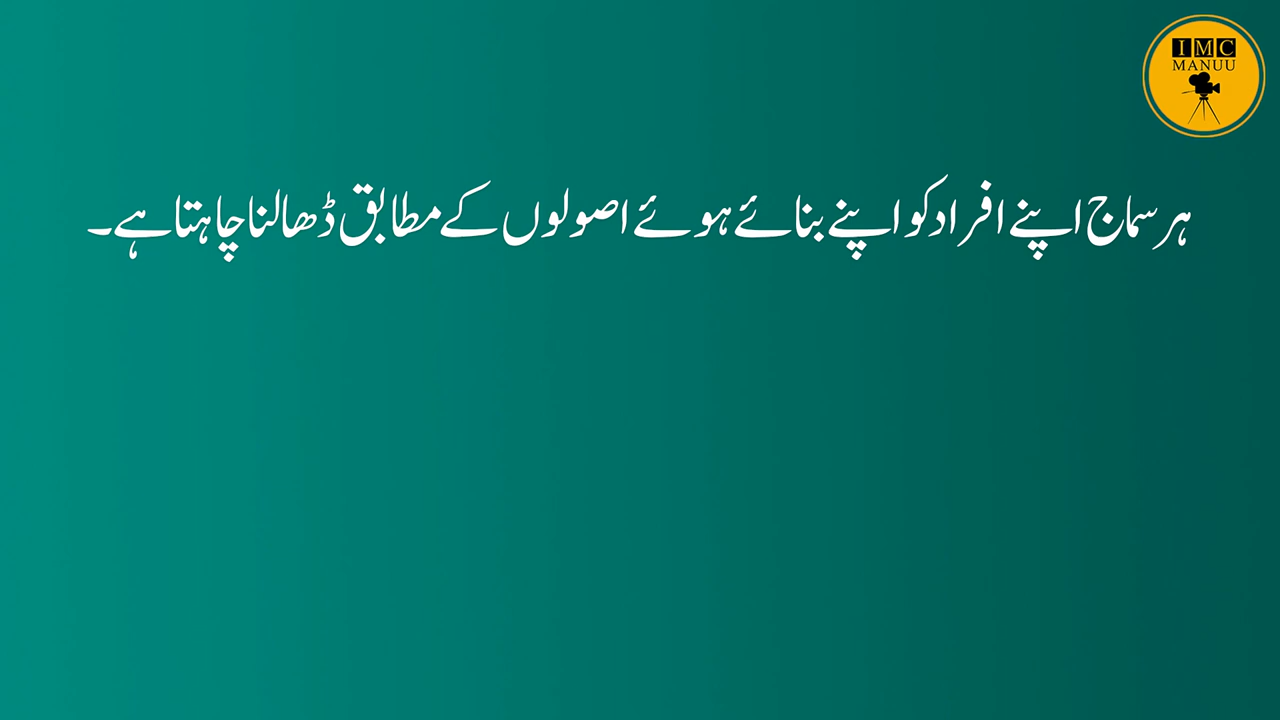 IMC
MANUU
ہر سماج اپنے افراد کو اپنے بنائے ہوئے اصولوں کے مطابق ڈھالنا چاہتا ہے۔